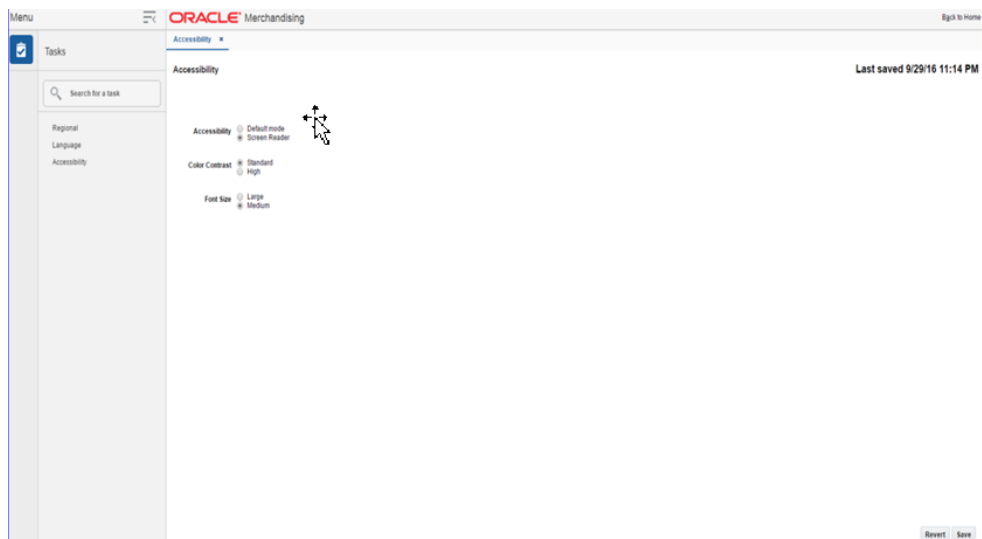 Menu
ORACLE® Merchandising
Back to Home
Tasks
Search for a task
Regional
Language
Accessibility
Accessibility ×
Accessibility
Last saved 9/29/16 11:14 PM
Accessibility
Default mode
Screen Reader
Color Contrast
Standard
High
Font Size
Large
Medium
Revert Save